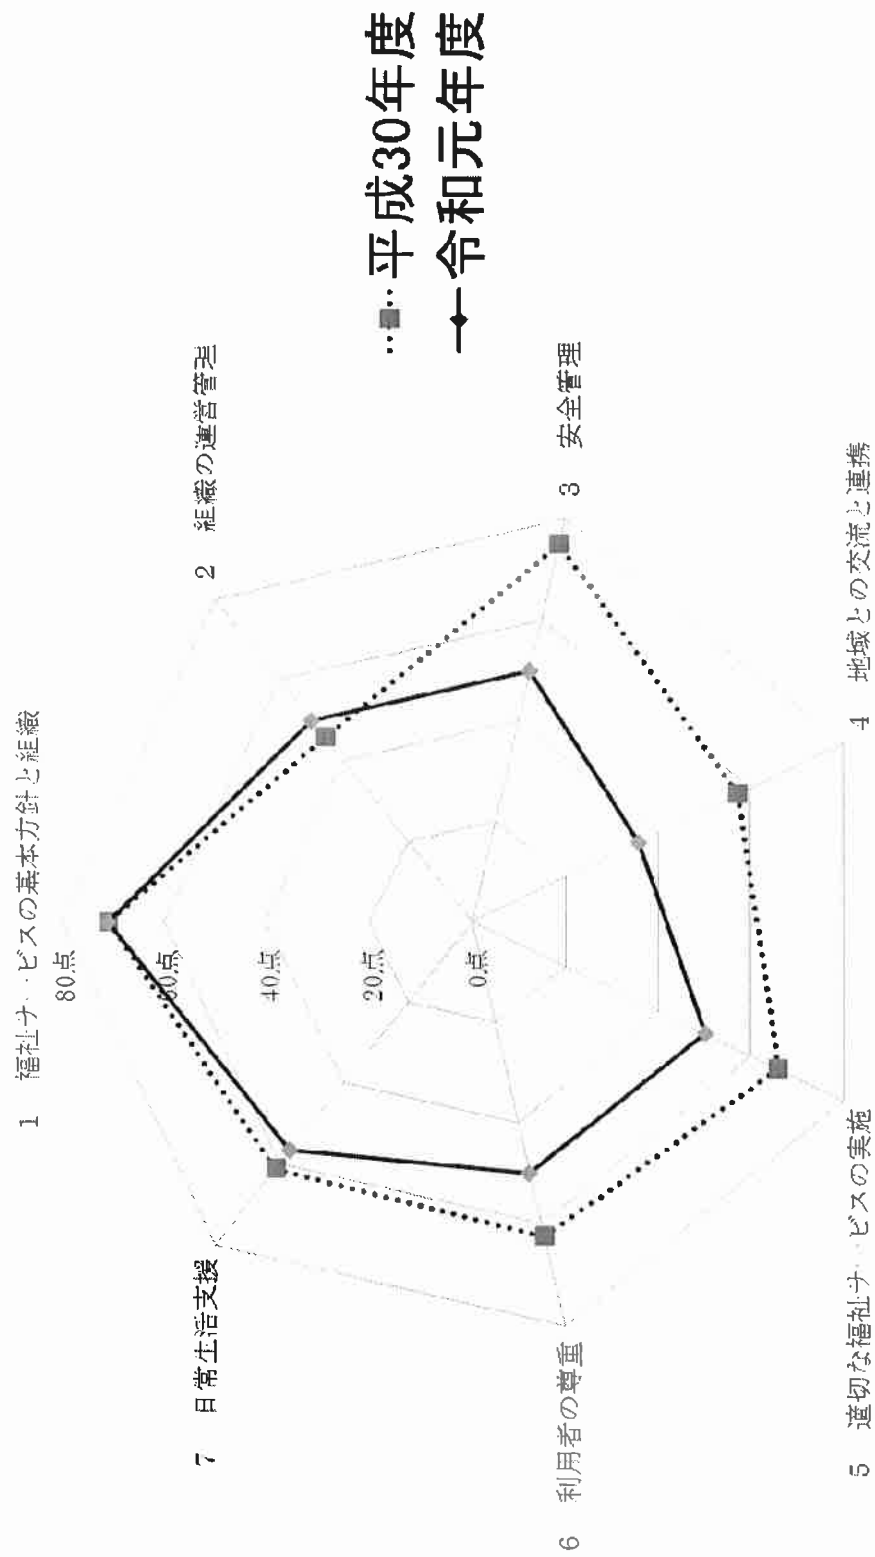 平成30年度
令和元年度
1 福祉サービスの基本方針と組織
2 組織の運営管理
3 安全管理
4 地域との交流と連携
5 適切な福祉サービスの実施
6 利用者の尊重
7 日常生活支援
80点
60点
40点
20点
0点